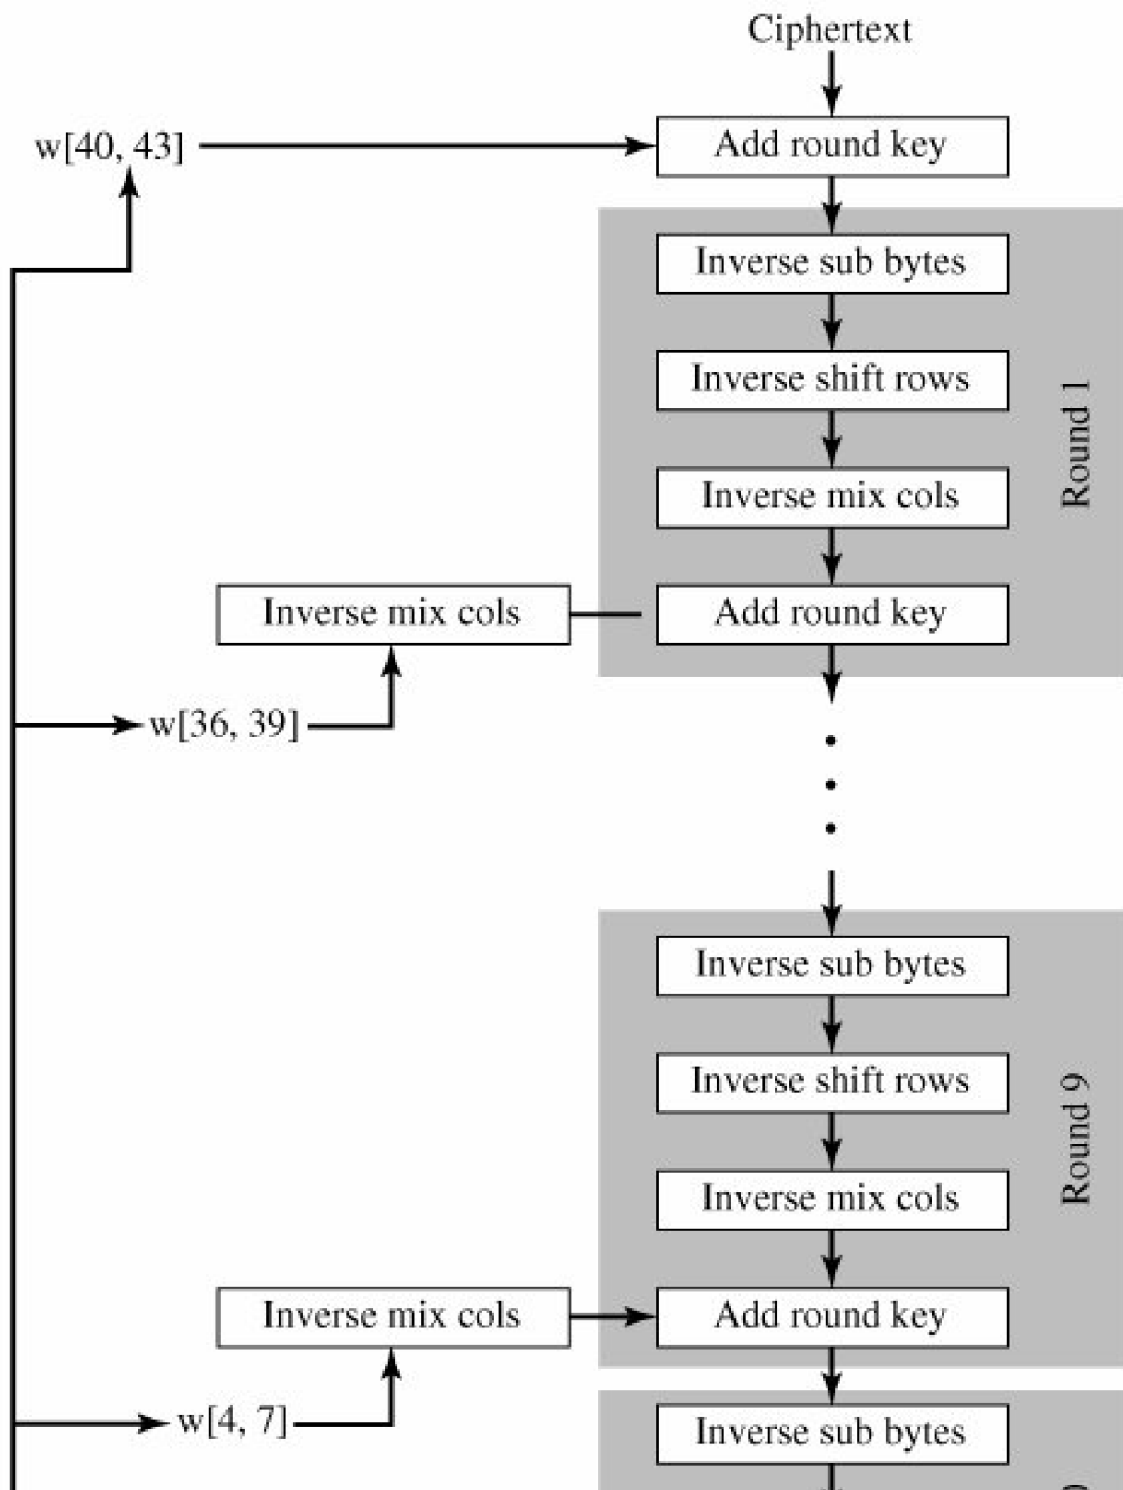 Ciphertext
w[40, 43]
Add round key
Inverse sub bytes
Inverse shift rows
Round 1
Inverse mix cols
Inverse mix cols
Add round key
w[36, 39]
Inverse sub bytes
Inverse shift rows
Round 9
Inverse mix cols
Inverse mix cols
Add round key
w[4, 7]
Inverse sub bytes